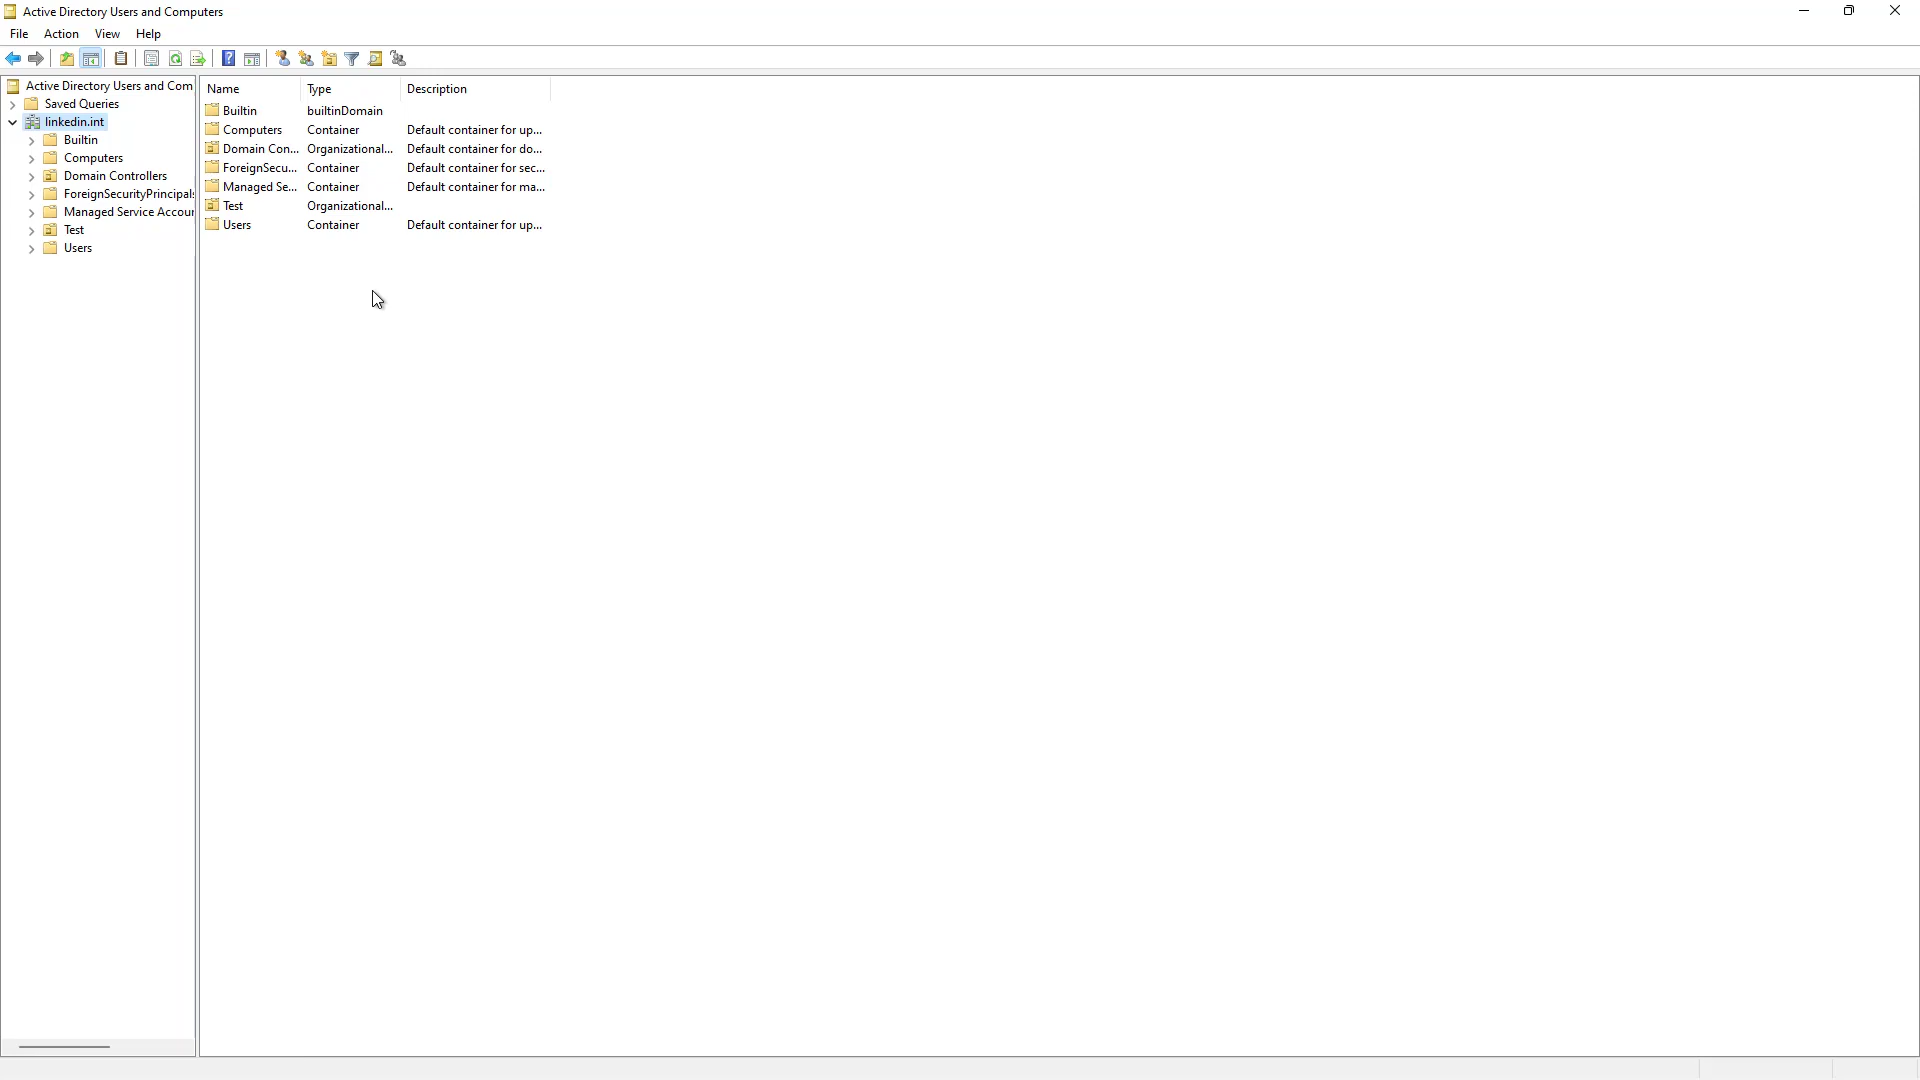 Active Directory Users and Computers
File Action View Help
Active Directory Users and Com
Saved Queries
linkedin.int
Builtin
Computers
Domain Controllers
ForeignSecurityPrincipals
Managed Service Accoun
Test
Users
Name Type Description
Builtin builtinDomain
Computers Container Default container for up...
Domain Con... Organizational... Default container for do...
ForeignSecu... Container Default container for sec...
Managed Se... Container Default container for ma...
Test Organizational...
Users Container Default container for up...